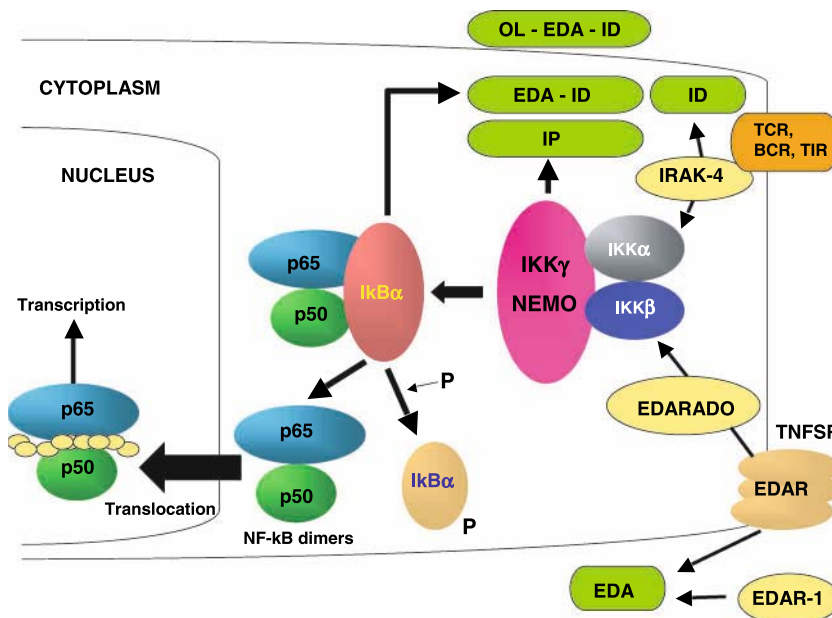 OL - EDA - ID
CYTOPLASM
EDA - ID
ID
IP
TCR,
BCR, TIR
NUCLEUS
IRAK-4
p65
IkBα
p50
IKKγ
NEMO
IKKα
IKKβ
Transcription
P
p65
p50
p65
p50
IkBα
P
EDARADO
TNFSF
EDAR
Translocation
NF-kB dimers
EDA
EDAR-1